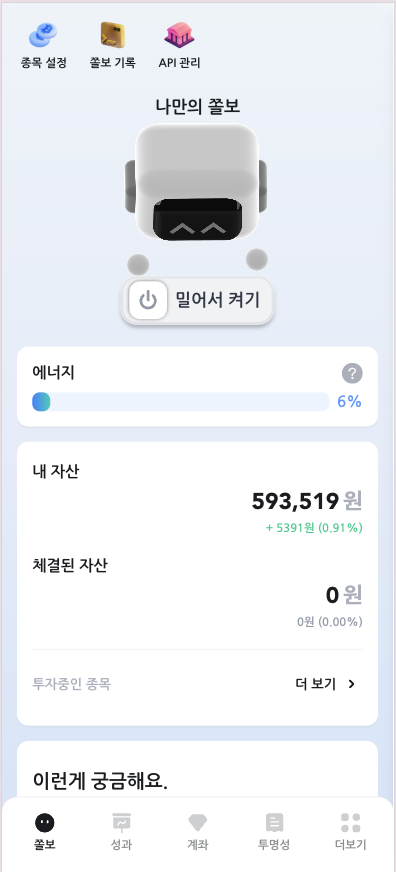 종목 설정 쫄보 기록 API 관리
나만의 쫄보
밀어서 켜기
에너지 ?
6%
내 자산
593,519 원
+ 5391원 (0.91%)
체결된 자산
0 원
0원 (0.00%)
투자중인 종목 더 보기
이런게 궁금해요.
쫄보 성과 계좌 투명성 더보기